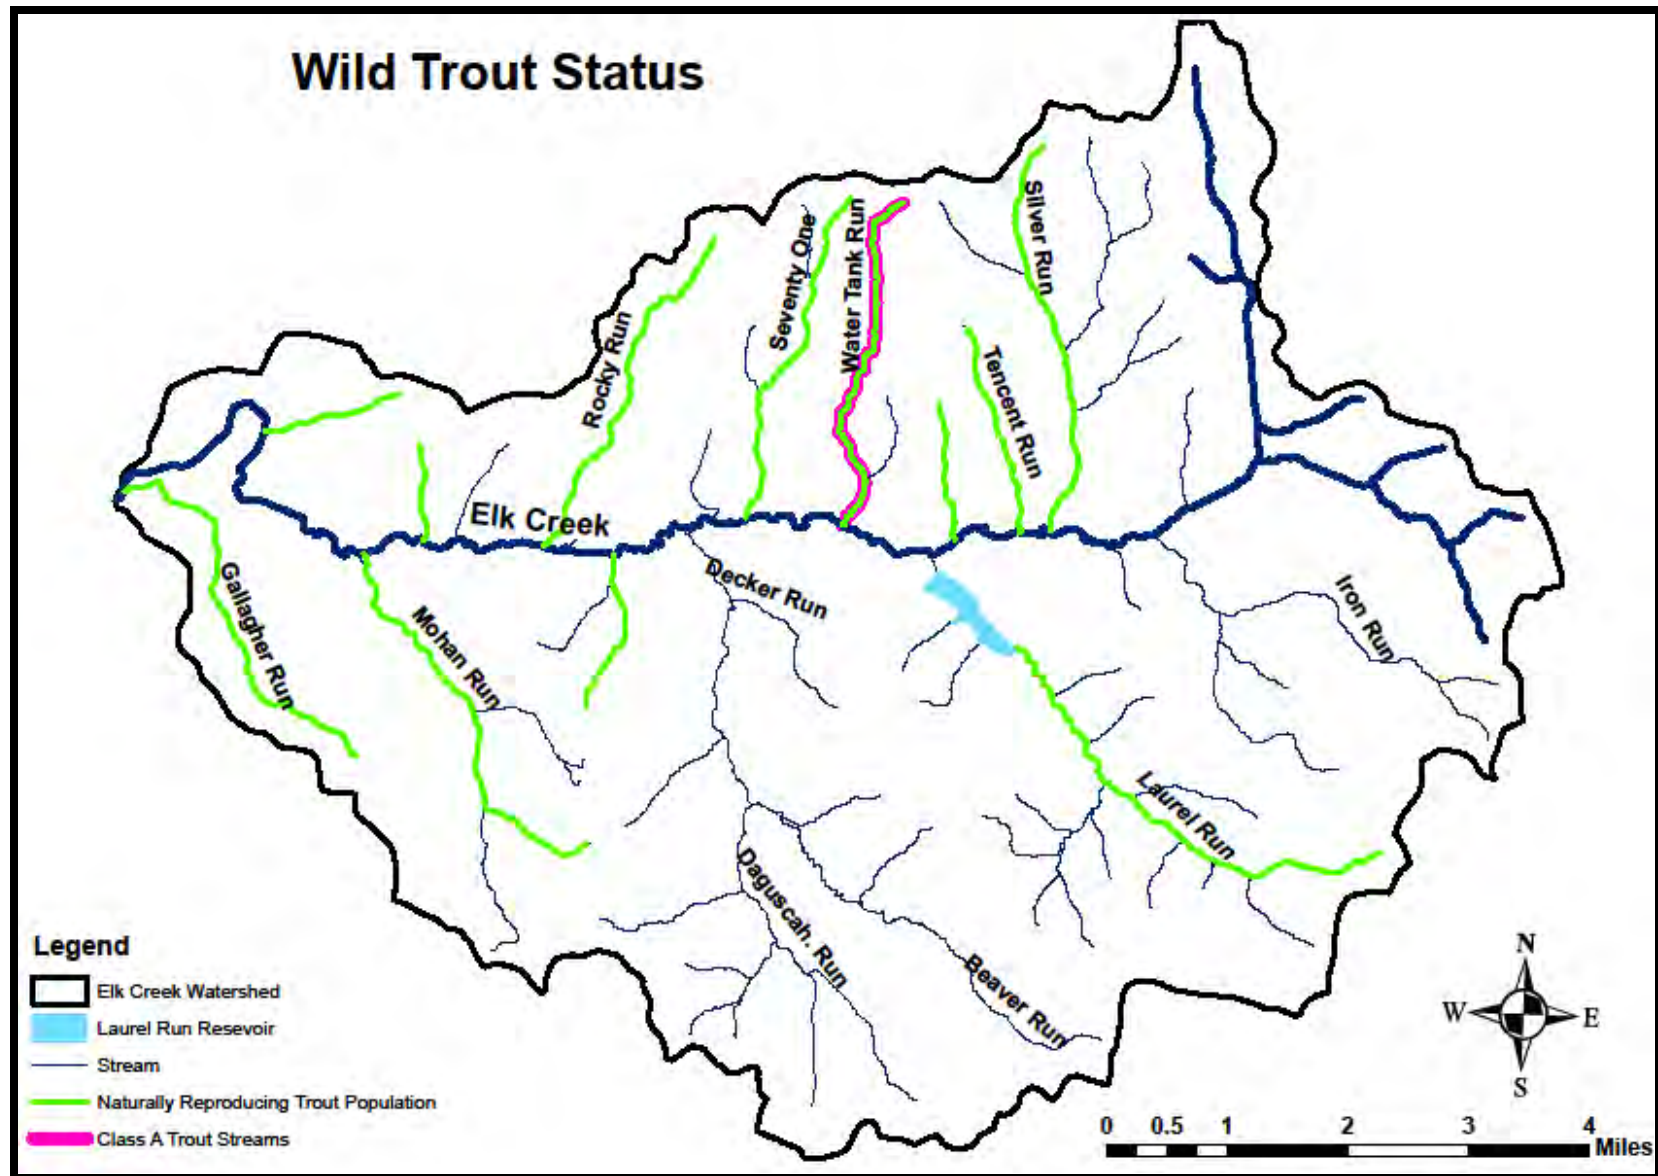 Wild Trout Status
Silver Run
Seventy One
Water Tank Run
Rocky Run
Tencent Run
Elk Creek
Decker Run
Iron Run
Gallagher Run
Mohan Run
Laurel Run
Daguscah. Run
Beaver Run
Legend
Elk Creek Watershed
Laurel Run Resevoir
Stream
Naturally Reproducing Trout Population
Class A Trout Streams
N
W E
S
0 0.5 1 2 3 4
Miles